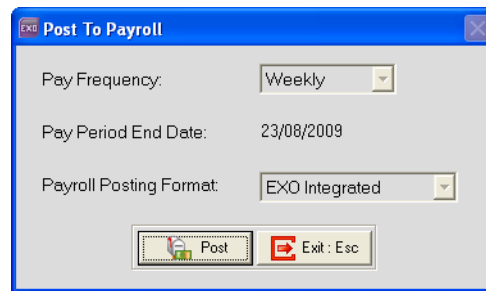 EXO Post To Payroll
Pay Frequency: Weekly
Pay Period End Date: 23/08/2009
Payroll Posting Format: EXO Integrated
Post Exit : Esc